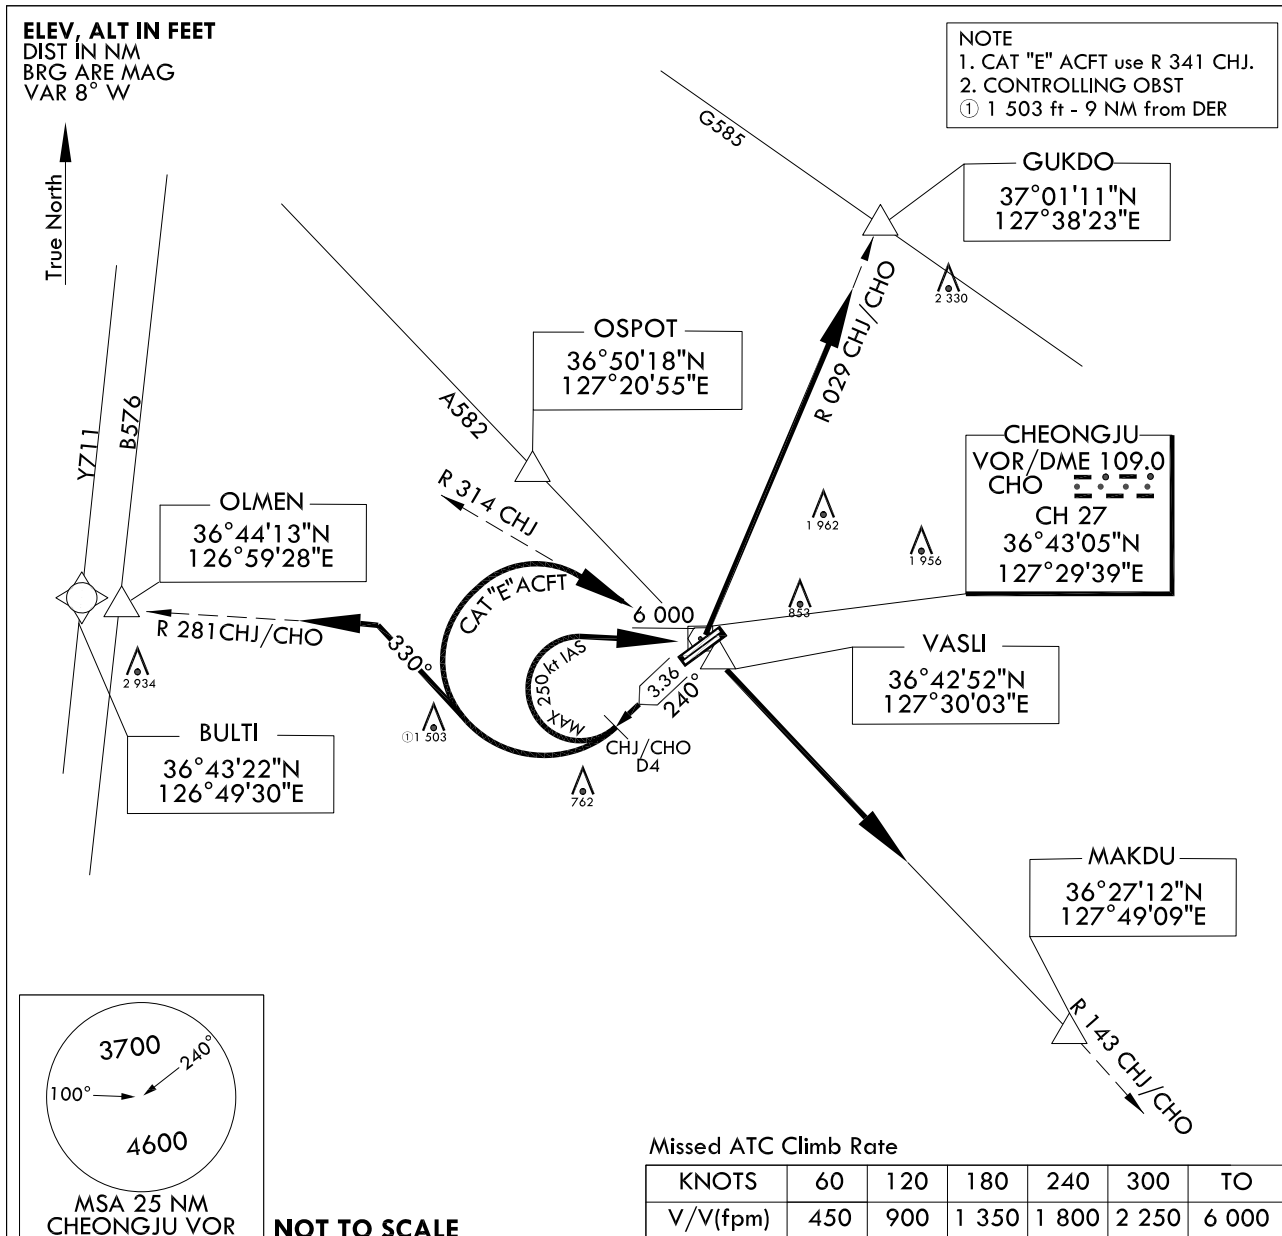 ELEV, ALT IN FEET
DIST IN NM
BRG ARE MAG
VAR 8° W
True North
NOTE
1. CAT "E" ACFT use R 341 CHJ.
2. CONTROLLING OBST
① 1 503 ft - 9 NM from DER
G585
GUKDO
37°01'11"N
127°38'23"E
2 330
R 029 CHJ/CHO
OSPOT
36°50'18"N
127°20'55"E
A582
Y711
B576
R 314 CHJ
OLMEN
36°44'13"N
126°59'28"E
CHEONGJU
VOR/DME 109.0
CHO
CH 27
36°43'05"N
127°29'39"E
1 962
1 956
853
CAT "E" ACFT
6 000
R 281CHJ/CHO
330°
MAX 250 kt IAS
3.36
240°
VASLI
36°42'52"N
127°30'03"E
2 934
① 1 503
CHJ/CHO
D4
762
BULTI
36°43'22"N
126°49'30"E
MAKDU
36°27'12"N
127°49'09"E
R 143 CHJ/CHO
3700
240°
100°
4600
MSA 25 NM
CHEONGJU VOR
NOT TO SCALE
Missed ATC Climb Rate
KNOTS 60 120 180 240 300 TO
V/V(fpm) 450 900 1 350 1 800 2 250 6 000